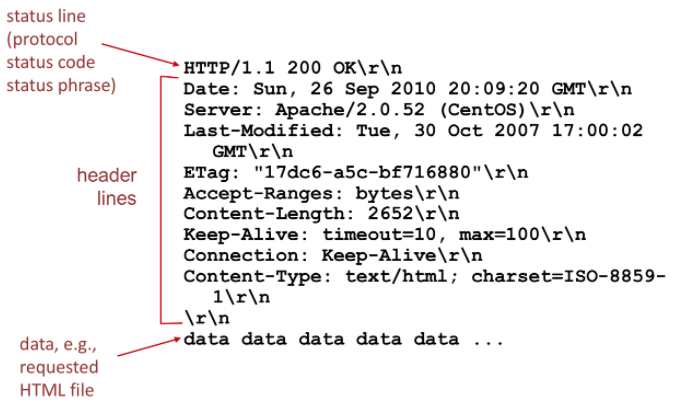 status line
(protocol
status code
status phrase)
HTTP/1.1 200 OK\r\n
Date: Sun, 26 Sep 2010 20:09:20 GMT\r\n
Server: Apache/2.0.52 (CentOS)\r\n
Last-Modified: Tue, 30 Oct 2007 17:00:02
GMT\r\n
ETag: "17dc6-a5c-bf716880"\r\n
Accept-Ranges: bytes\r\n
Content-Length: 2652\r\n
Keep-Alive: timeout=10, max=100\r\n
Connection: Keep-Alive\r\n
Content-Type: text/html; charset=ISO-8859-
1\r\n
\r\n
header
lines
data data data data data ...
data, e.g.,
requested
HTML file